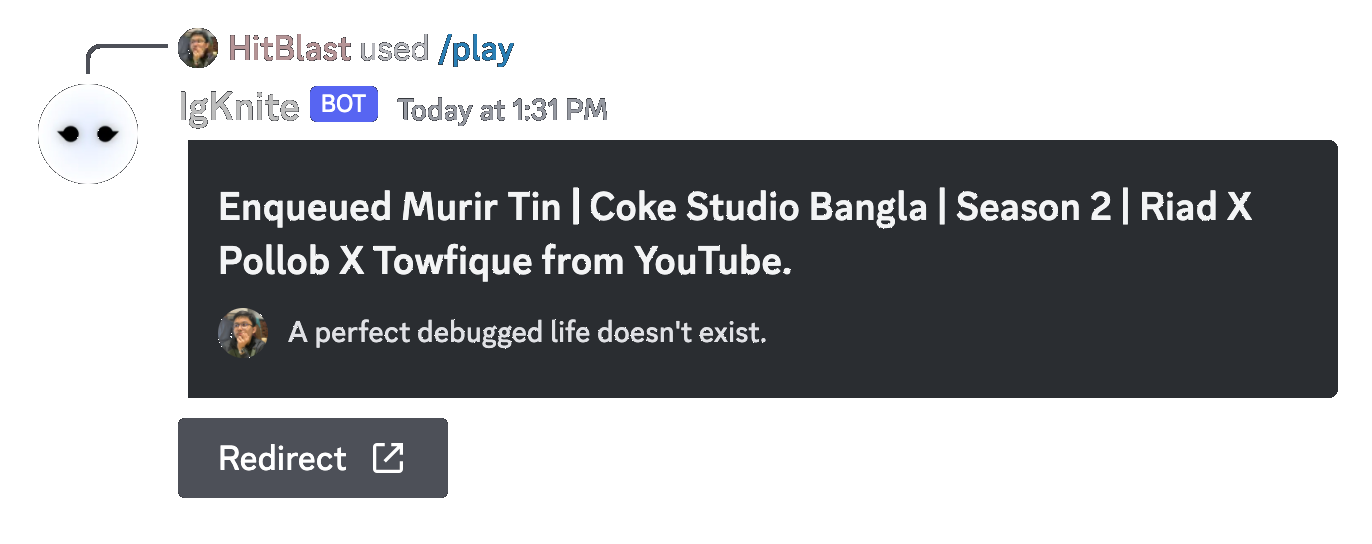 HitBlast used /play
IgKnite BOT Today at 1:31 PM
Enqueued Murir Tin | Coke Studio Bangla | Season 2 | Riad X
Pollob X Towfique from YouTube.
A perfect debugged life doesn't exist.
Redirect